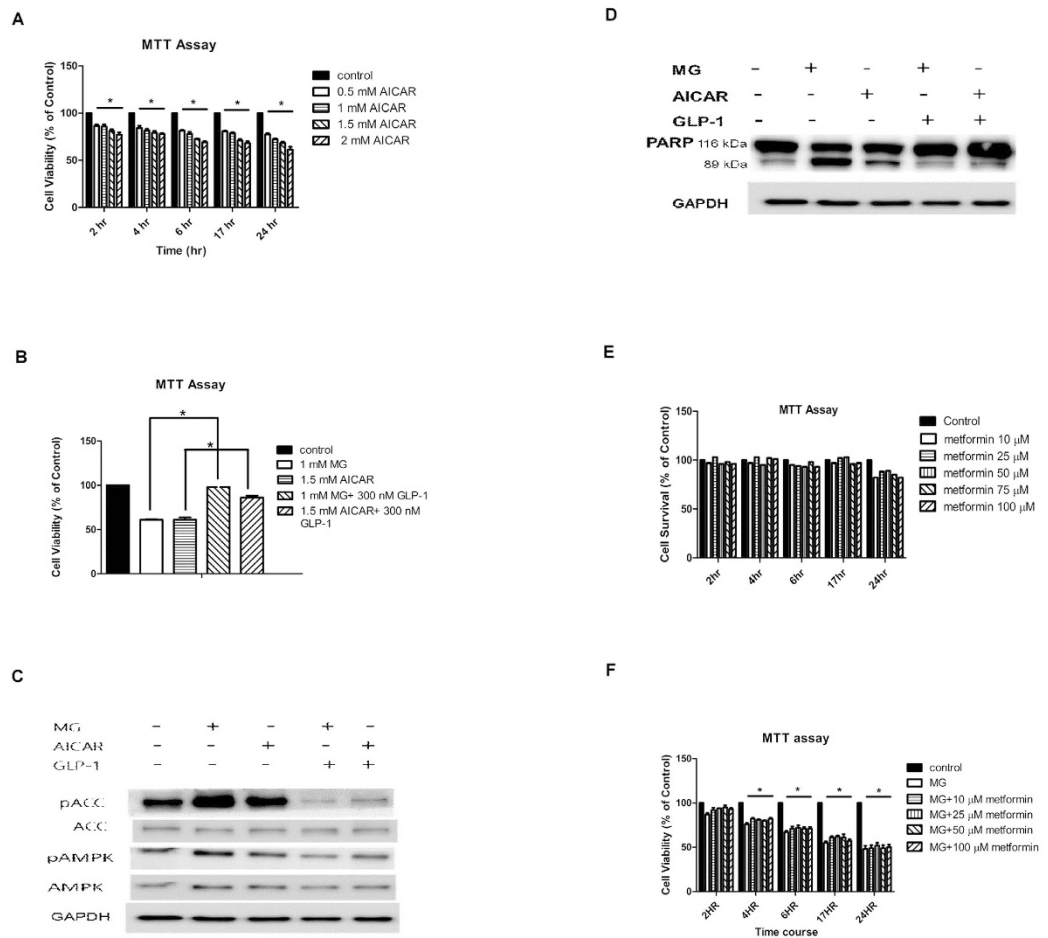 A
MTT Assay
control
0.5 mM AICAR
1 mM AICAR
1.5 mM AICAR
2 mM AICAR
Cell Viability (% of Control)
150
100
50
0
* * * * *
2 hr 4 hr 6 hr 17 hr 24 hr
Time (hr)
B
MTT Assay
control
1 mM MG
1.5 mM AICAR
1 mM MG+ 300 nM GLP-1
1.5 mM AICAR+ 300 nM
GLP-1
Cell Viability (% of Control)
150
100
50
0
*
*
C
MG - + - + -
AICAR - - + - +
GLP-1 - - - + +
pACC
ACC
pAMPK
AMPK
GAPDH
D
MG - + - + -
AICAR - - + - +
GLP-1 - - - + +
PARP 116 kDa
89 kDa
GAPDH
E
MTT Assay
Control
metformin 10 µM
metformin 25 µM
metformin 50 µM
metformin 75 µM
metformin 100 µM
Cell Survival (% of Control)
150
100
50
0
2hr 4hr 6hr 17hr 24hr
F
MTT assay
control
MG
MG+10 µM metformin
MG+25 µM metformin
MG+50 µM metformin
MG+100 µM metformin
Cell Viability (% of Control)
150
100
50
0
* * * *
2HR 4HR 6HR 17HR 24HR
Time course